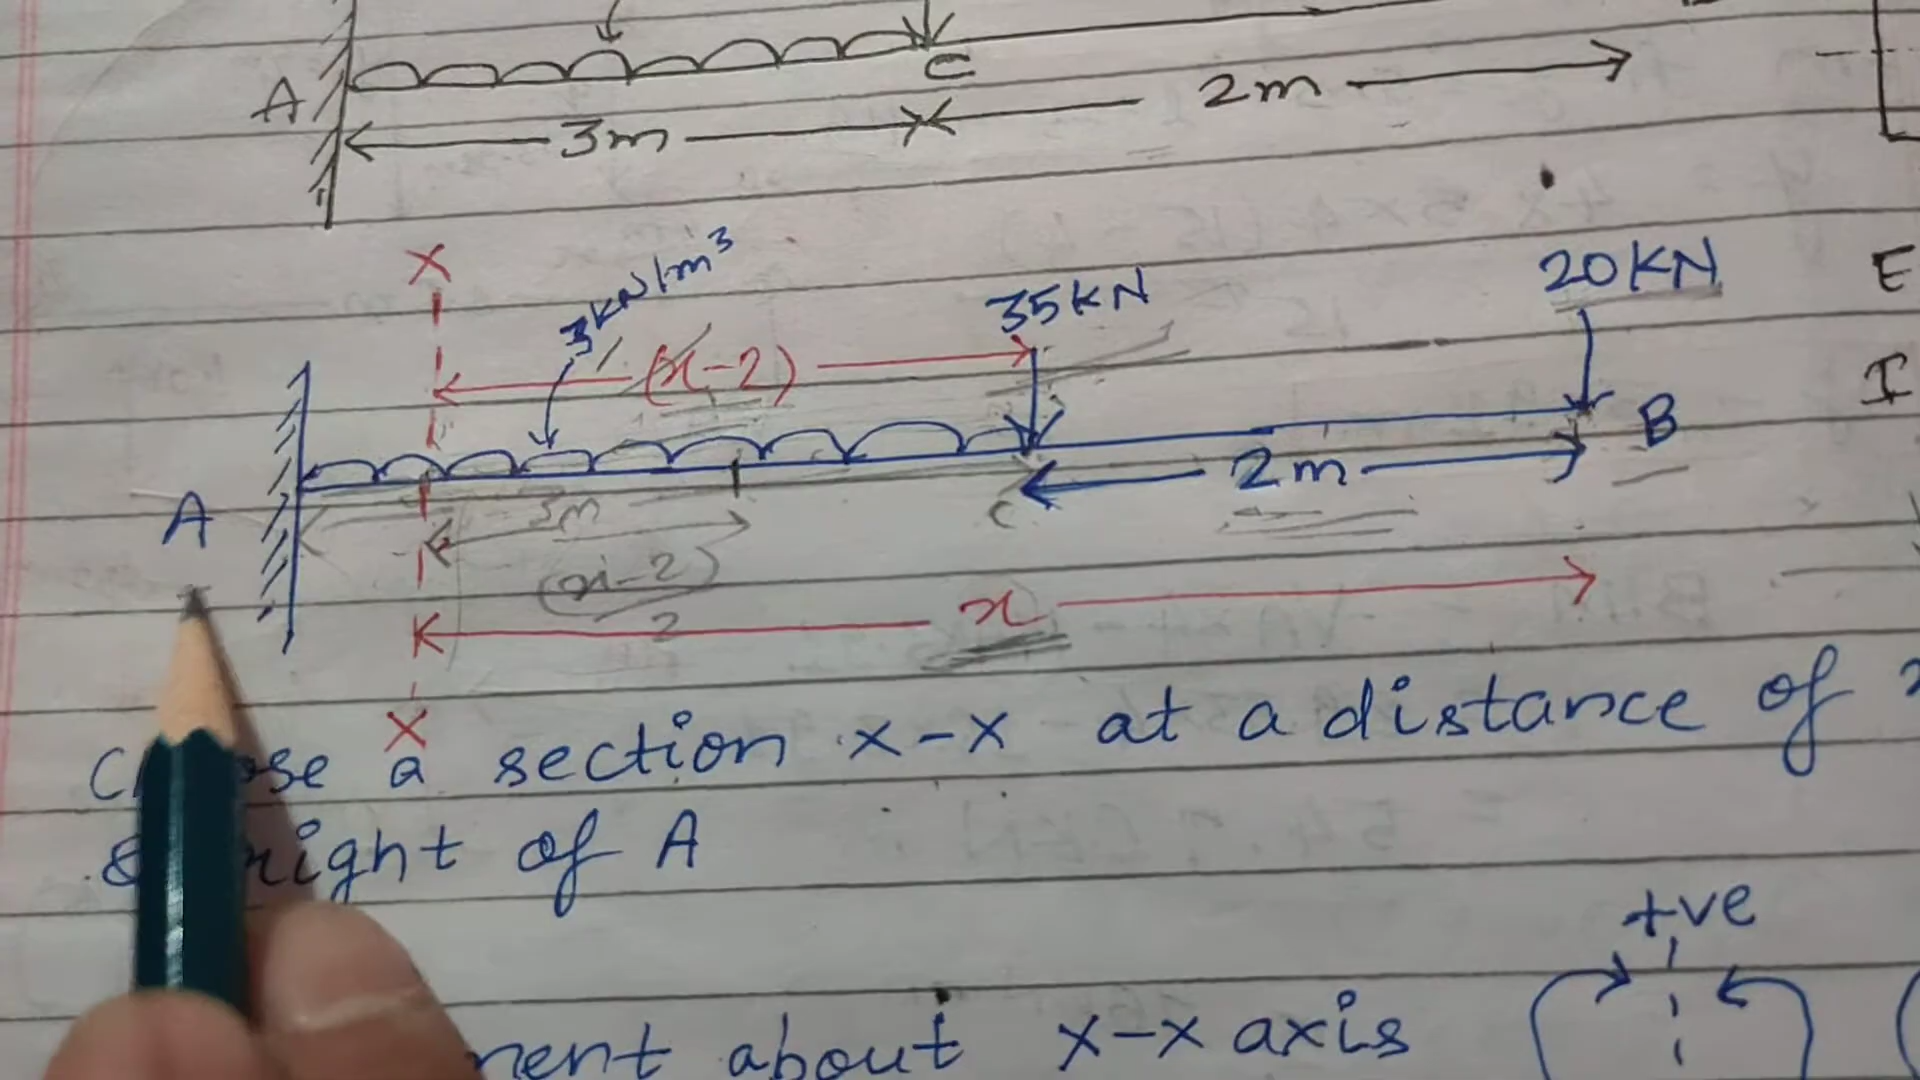 A
C
3m
2m
X
3KN/m³
35KN
20KN
E
(x-2)
I
B
2m
A
3m
C
(x-2)
2
x
X
Choose a section x-x at a distance of x
& right of A
+ve
ment about x-x axis